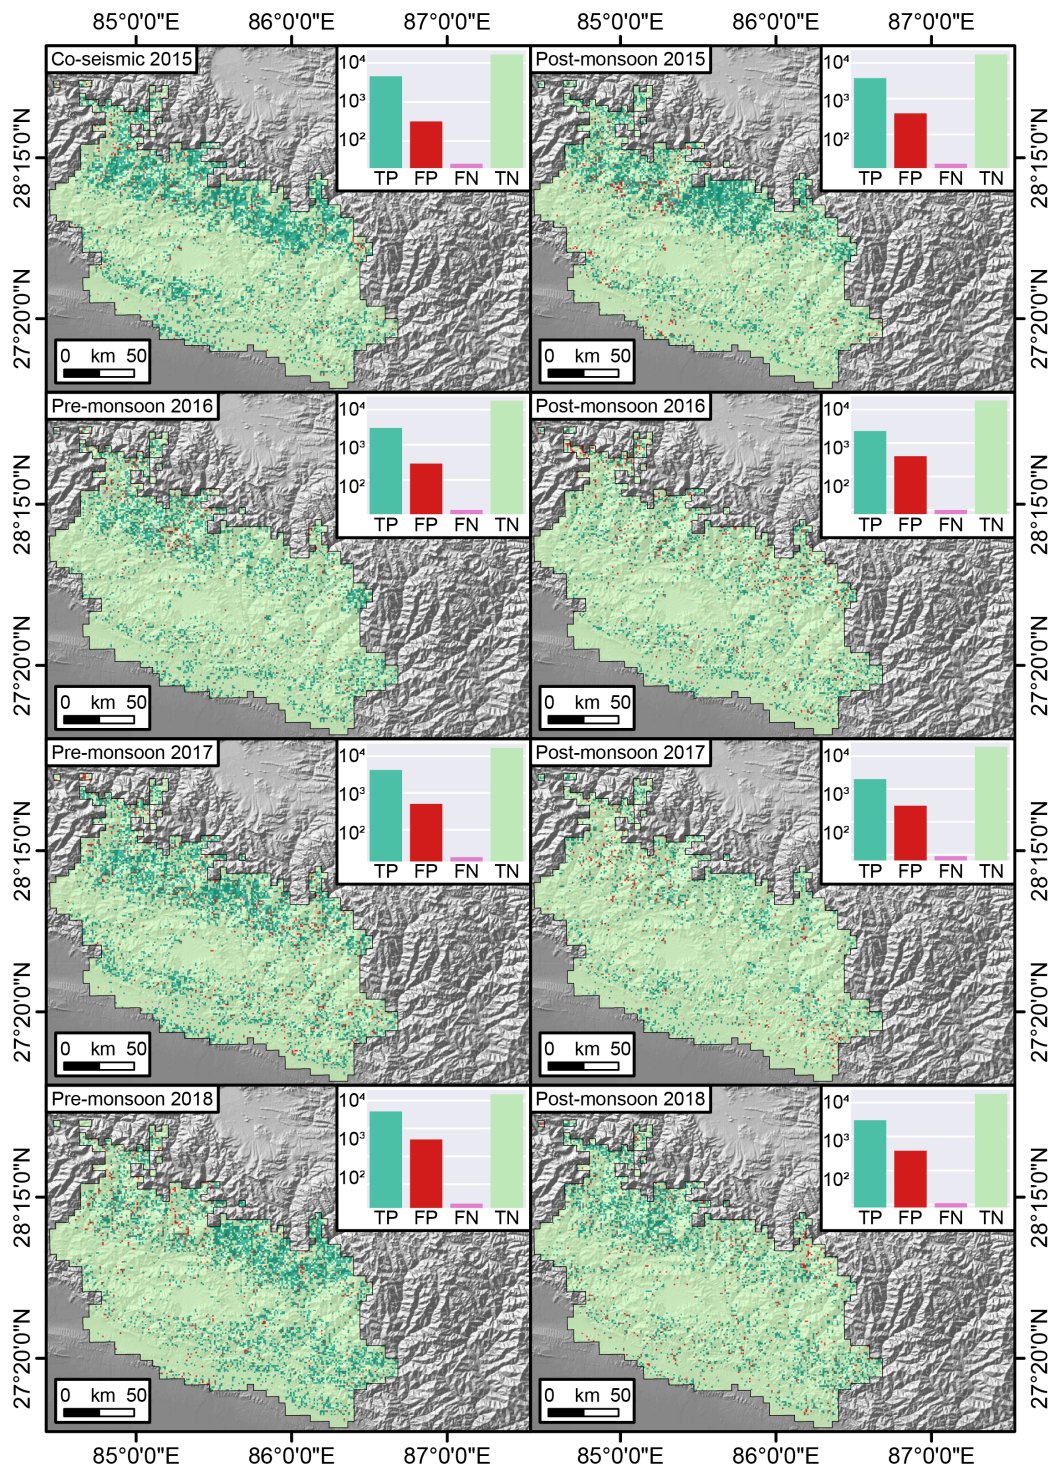 85°0'0"E 86°0'0"E 87°0'0"E 85°0'0"E 86°0'0"E 87°0'0"E
Co-seismic 2015
10⁴
10³
10²
TP FP FN TN
28°15'0"N
27°20'0"N
0 km 50
Post-monsoon 2015
10⁴
10³
10²
TP FP FN TN
28°15'0"N
27°20'0"N
0 km 50
Pre-monsoon 2016
10⁴
10³
10²
TP FP FN TN
28°15'0"N
27°20'0"N
0 km 50
Post-monsoon 2016
10⁴
10³
10²
TP FP FN TN
28°15'0"N
27°20'0"N
0 km 50
Pre-monsoon 2017
10⁴
10³
10²
TP FP FN TN
28°15'0"N
27°20'0"N
0 km 50
Post-monsoon 2017
10⁴
10³
10²
TP FP FN TN
28°15'0"N
27°20'0"N
0 km 50
Pre-monsoon 2018
10⁴
10³
10²
TP FP FN TN
28°15'0"N
27°20'0"N
0 km 50
Post-monsoon 2018
10⁴
10³
10²
TP FP FN TN
28°15'0"N
27°20'0"N
0 km 50
85°0'0"E 86°0'0"E 87°0'0"E 85°0'0"E 86°0'0"E 87°0'0"E